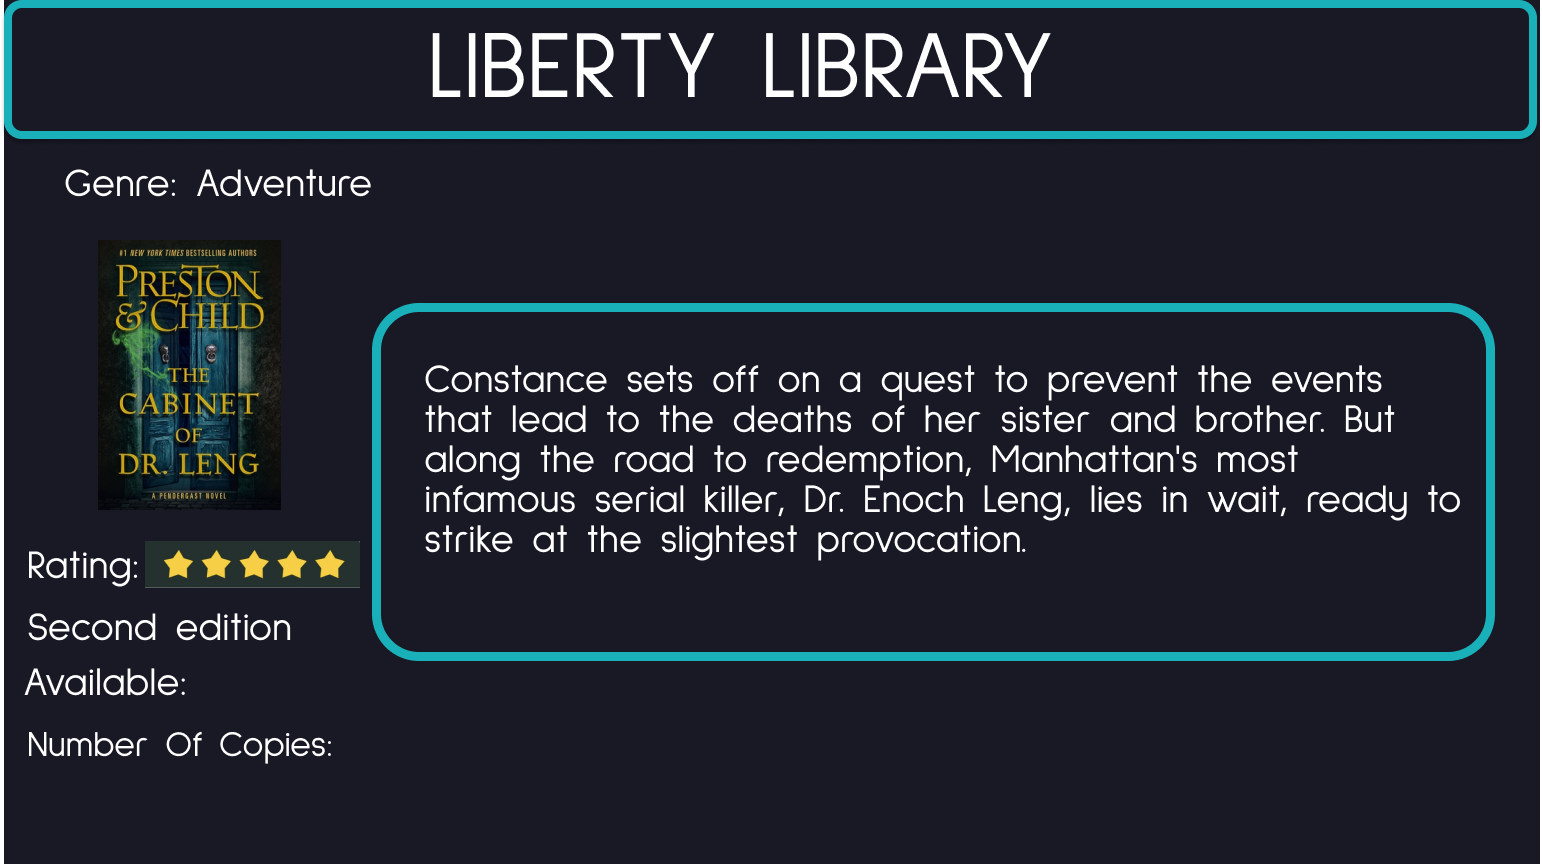 LIBERTY LIBRARY
Genre: Adventure
#1 NEW YORK TIMES BESTSELLING AUTHORS
PRESTON
& CHILD
THE
CABINET
OF
DR. LENG
A PENDERGAST NOVEL
Constance sets off on a quest to prevent the events
that lead to the deaths of her sister and brother. But
along the road to redemption, Manhattan's most
infamous serial killer, Dr. Enoch Leng, lies in wait, ready to
strike at the slightest provocation.
Rating:
Second edition
Available:
Number Of Copies: